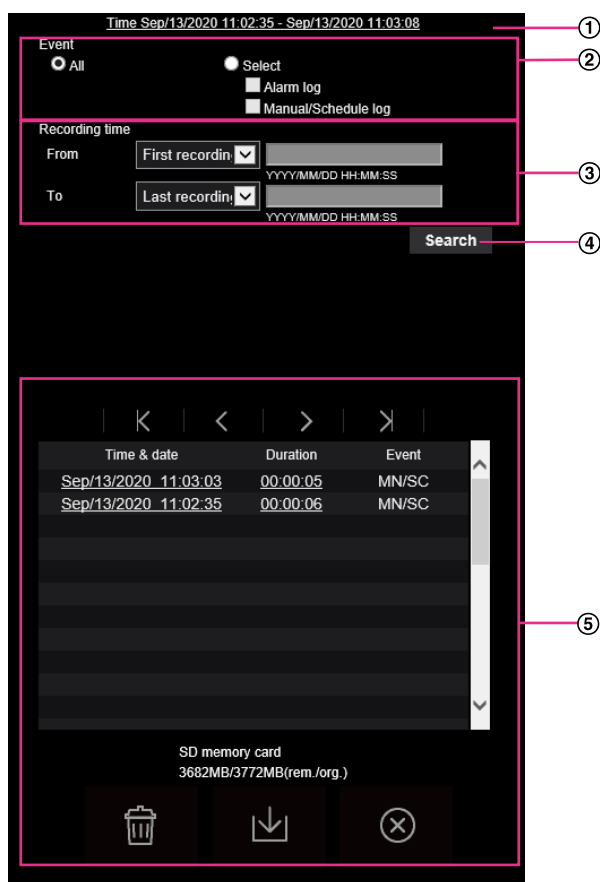 Time Sep/13/2020 11:02:35 - Sep/13/2020 11:03:08
①
Event
②
All
Select
Alarm log
Manual/Schedule log
Recording time
From
First recordin
YYYY/MM/DD HH:MM:SS
③
To
Last recording
YYYY/MM/DD HH:MM:SS
Search
④
Time & date Duration Event
Sep/13/2020 11:03:03 00:00:05 MN/SC
Sep/13/2020 11:02:35 00:00:06 MN/SC
⑤
SD memory card
3682MB/3772MB(rem./org.)